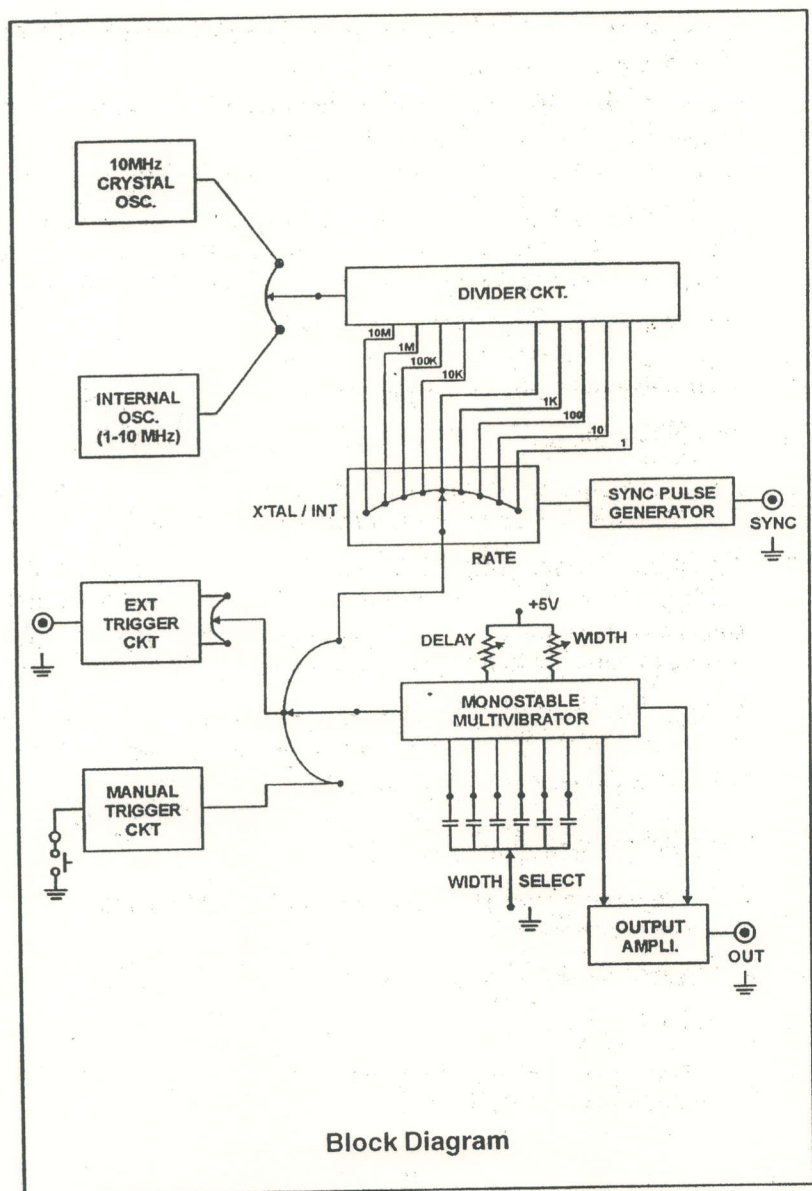 10MHz
CRYSTAL
OSC.
DIVIDER CKT.
10M
1M
100K
10K
1K
100
10
1
INTERNAL
OSC.
(1-10 MHz)
X'TAL / INT
RATE
SYNC PULSE
GENERATOR
SYNC
EXT
TRIGGER
CKT
+5V
DELAY
WIDTH
MONOSTABLE
MULTIVIBRATOR
MANUAL
TRIGGER
CKT
WIDTH SELECT
OUTPUT
AMPLI.
OUT
Block Diagram